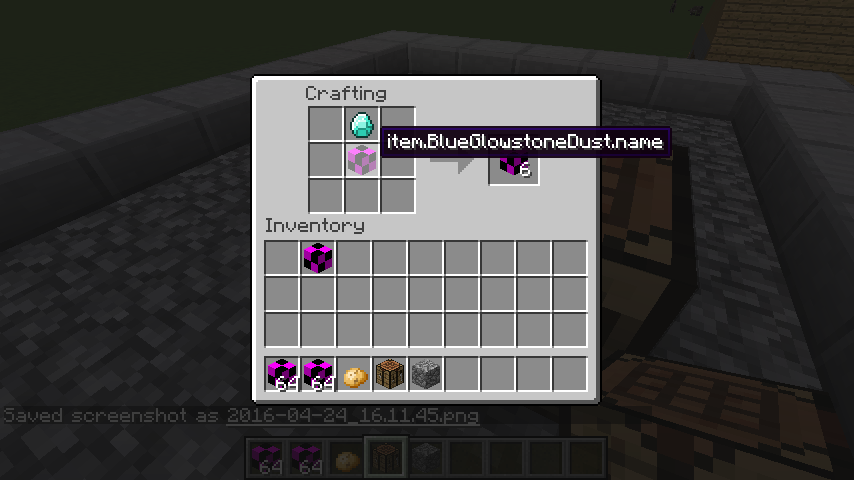 Crafting
item.BlueGlowstoneDust.name
6
Inventory
64 64
Saved screenshot as 2016-04-24_16.11.45.png
64 64